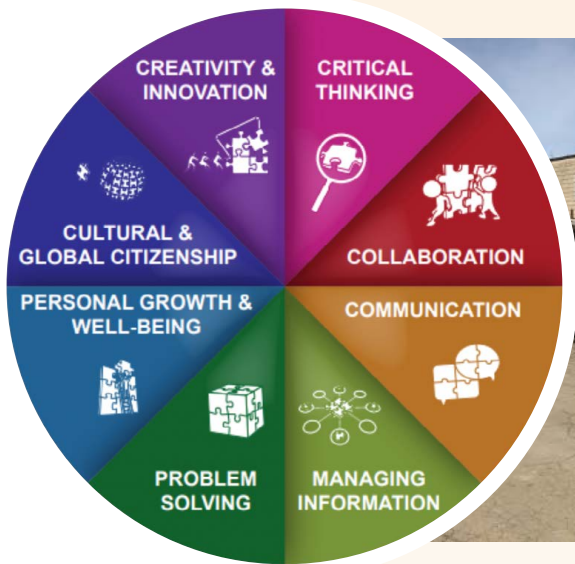 CREATIVITY &
INNOVATION
CRITICAL
THINKING
CULTURAL &
GLOBAL CITIZENSHIP
COLLABORATION
PERSONAL GROWTH &
WELL-BEING
COMMUNICATION
PROBLEM
SOLVING
MANAGING
INFORMATION